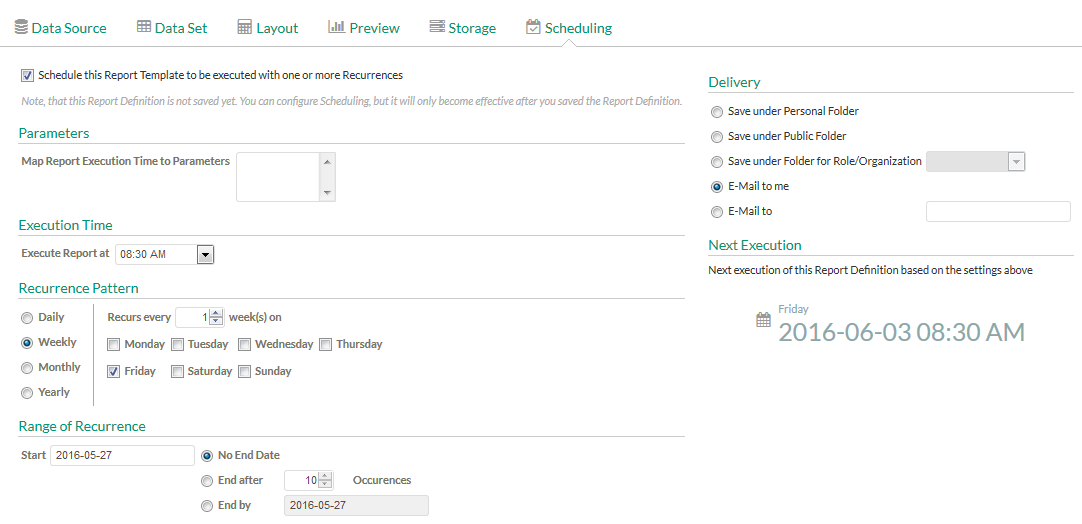 Data Source Data Set Layout Preview Storage Scheduling
Schedule this Report Template to be executed with one or more Recurrences
Note, that this Report Definition is not saved yet. You can configure Scheduling, but it will only become effective after you saved the Report Definition.
Parameters
Map Report Execution Time to Parameters
Execution Time
Execute Report at 08:30 AM
Recurrence Pattern
Daily
Weekly
Monthly
Yearly
Recurs every 1 week(s) on
Monday Tuesday Wednesday Thursday
Friday Saturday Sunday
Range of Recurrence
Start 2016-05-27
No End Date
End after 10 Occurences
End by 2016-05-27
Delivery
Save under Personal Folder
Save under Public Folder
Save under Folder for Role/Organization
E-Mail to me
E-Mail to
Next Execution
Next execution of this Report Definition based on the settings above
Friday
2016-06-03 08:30 AM